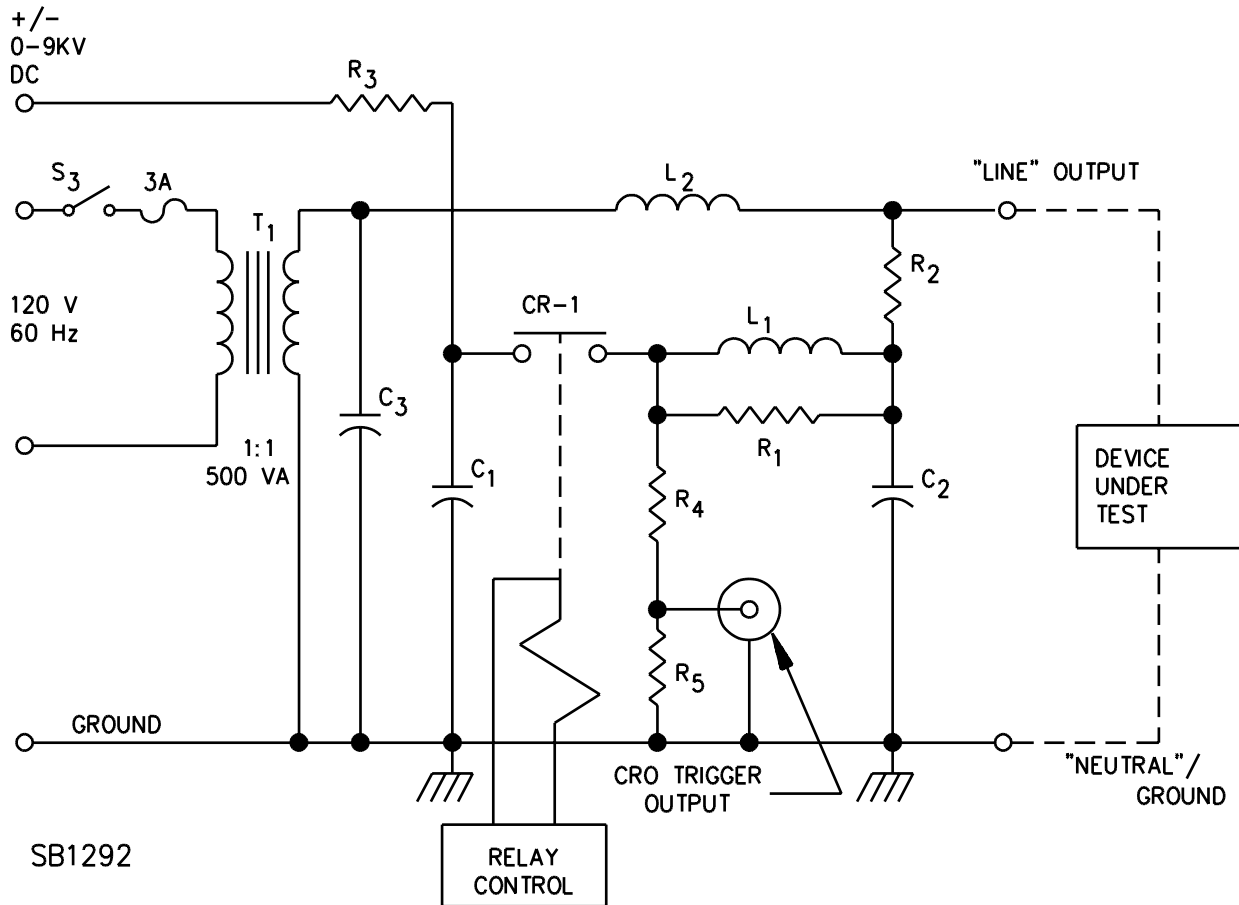 +/-
0-9KV
DC
R3
S3
3A
T1
L2
"LINE" OUTPUT
R2
120 V
60 Hz
CR-1
L1
C3
R1
1:1
500 VA
C1
R4
C2
DEVICE
UNDER
TEST
R5
GROUND
CRO TRIGGER
OUTPUT
"NEUTRAL"/
GROUND
SB1292
RELAY
CONTROL